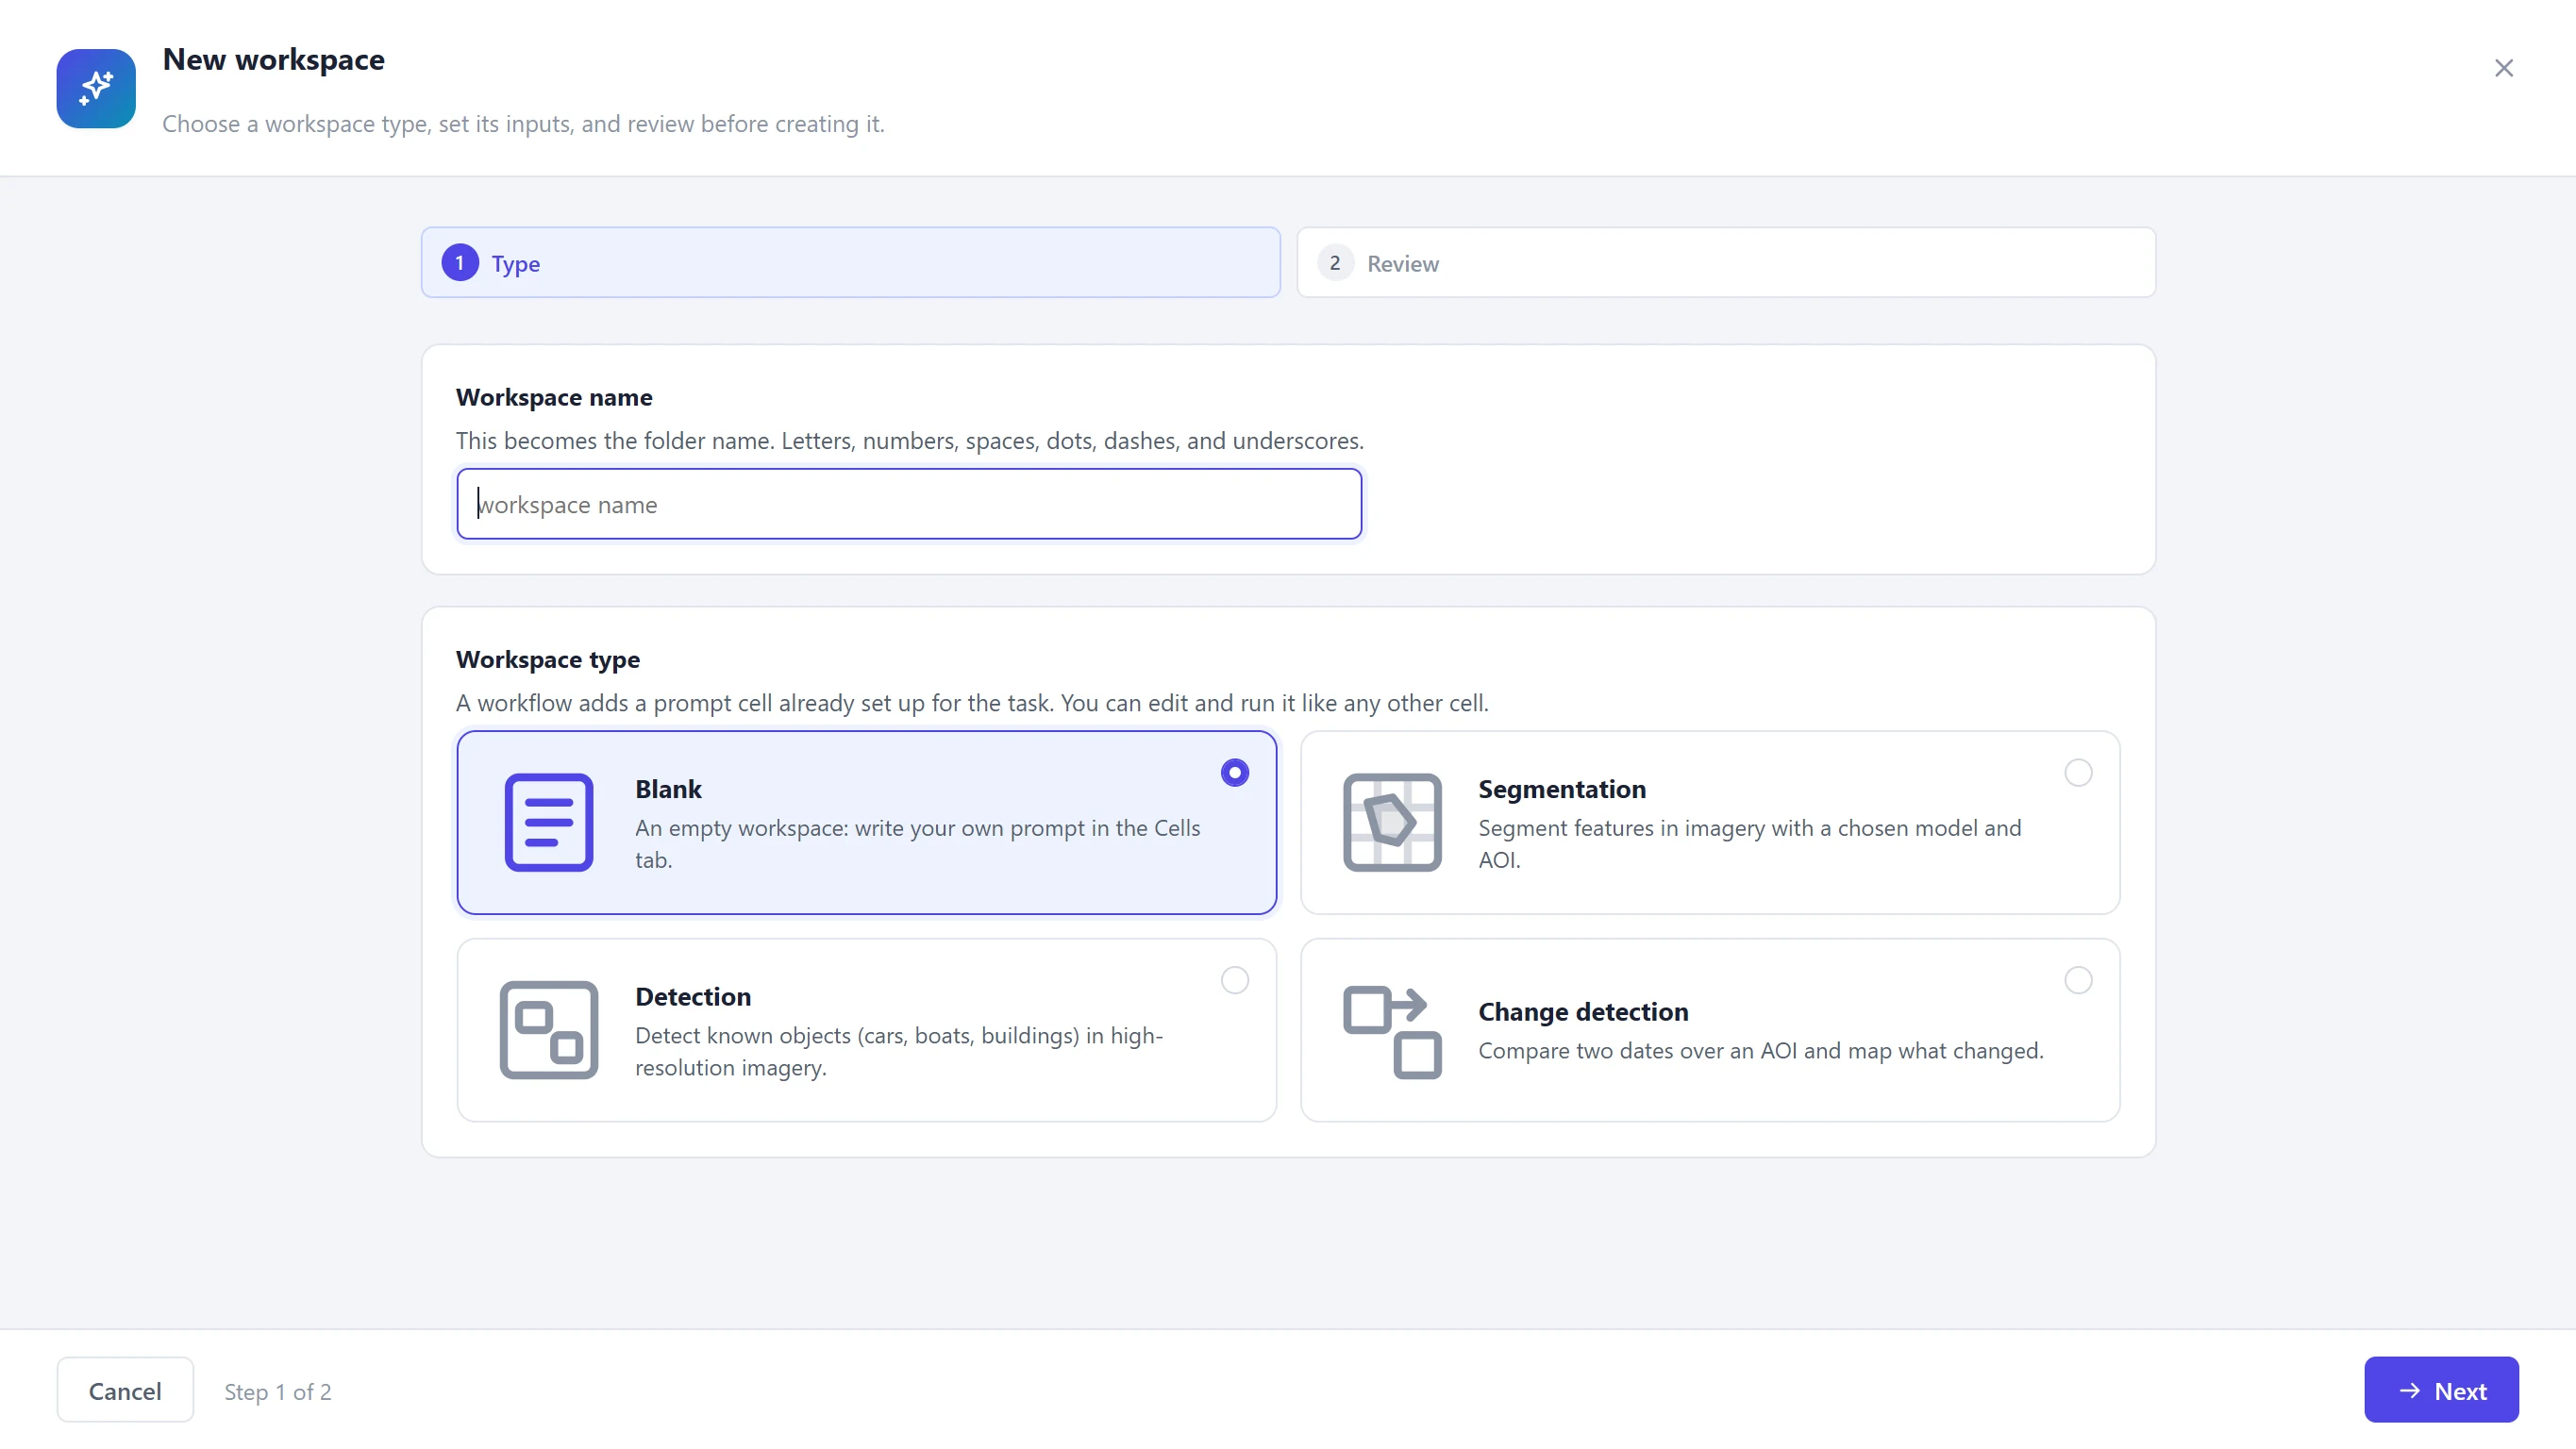 New workspace
Choose a workspace type, set its inputs, and review before creating it.
1 Type
2 Review
Workspace name
This becomes the folder name. Letters, numbers, spaces, dots, dashes, and underscores.
workspace name
Workspace type
A workflow adds a prompt cell already set up for the task. You can edit and run it like any other cell.
Blank
An empty workspace: write your own prompt in the Cells
tab.
Segmentation
Segment features in imagery with a chosen model and
AOI.
Detection
Detect known objects (cars, boats, buildings) in high-
resolution imagery.
Change detection
Compare two dates over an AOI and map what changed.
Cancel
Step 1 of 2
Next